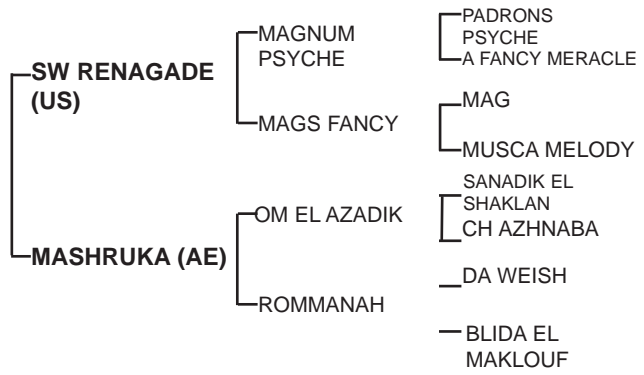 SW RENAGADE
(US)
MASHRUKA (AE)
MAGNUM
PSYCHE
MAGS FANCY
OM EL AZADIK
ROMMANAH
PADRONS
PSYCHE
A FANCY MERACLE
MAG
MUSCA MELODY
SANADIK EL
SHAKLAN
CH AZHNABA
DA WEISH
BLIDA EL
MAKLOUF